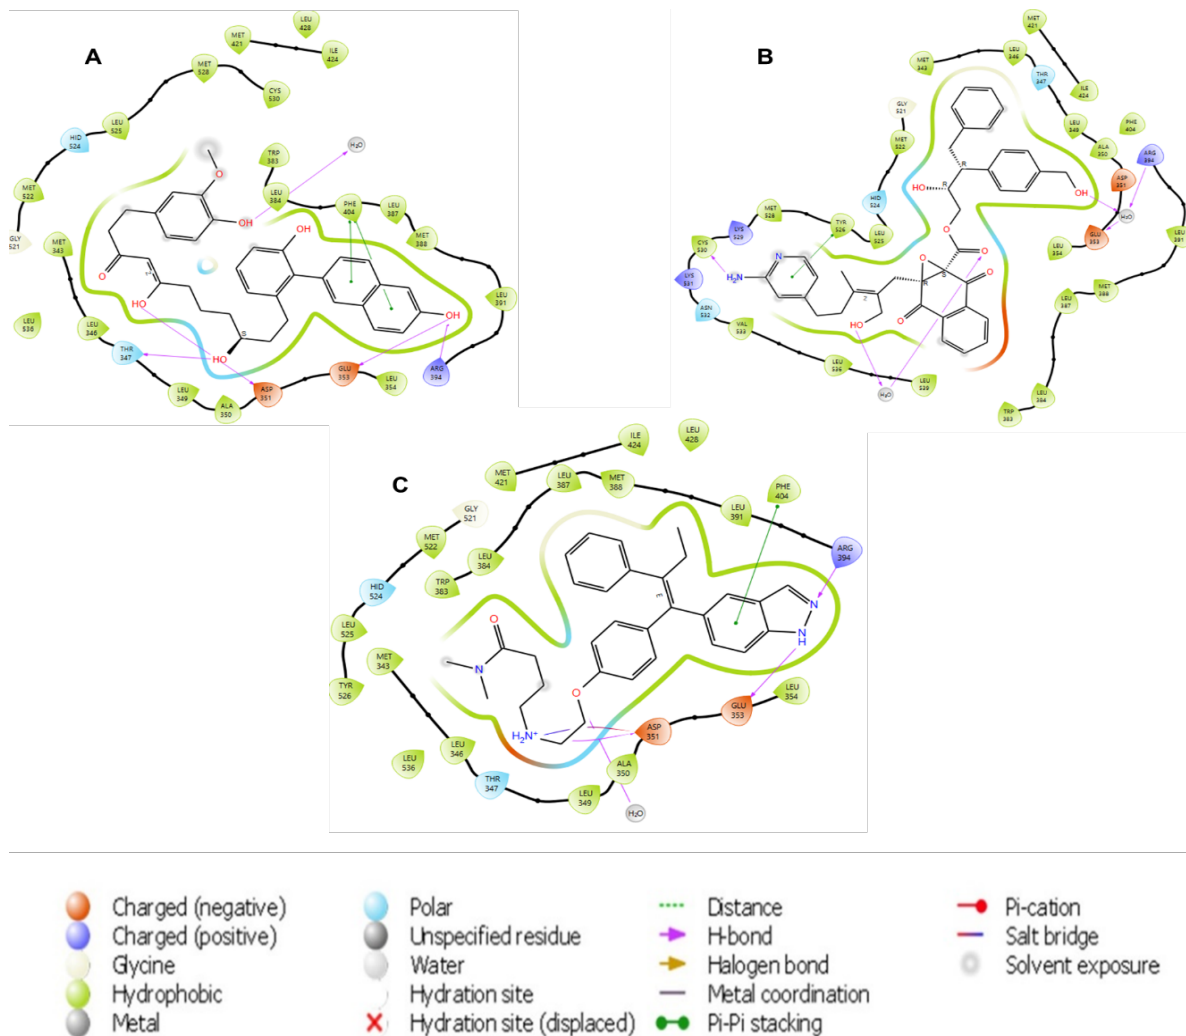 A
LEU
428
MET
421
ILE
424
MET
528
CYS
530
LEU
525
HID
524
MET
522
GLY
521
H₂O
TRP
383
LEU
384
PHE
404
LEU
387
MET
388
LEU
391
MET
343
LEU
536
LEU
346
THR
347
LEU
349
ALA
350
ASP
351
GLU
353
LEU
354
ARG
394
O
OH
OH
O
HO
S
HO
OH
B
MET
421
MET
343
LEU
346
THR
347
ILE
424
GLY
521
MET
522
LEU
349
PHE
404
ALA
350
ARG
394
ASP
351
HID
524
MET
528
TYR
526
LEU
525
LYS
529
CYS
530
LYS
531
ASN
532
VAL
533
LEU
536
LEU
539
H₂O
H₂O
GLU
353
LEU
354
LEU
391
MET
388
LEU
387
LEU
384
TRP
383
HO
R
R
OH
O
O
O
S
R
O
O
N
H₂N
2
OH
C
ILE
424
LEU
428
MET
421
LEU
387
MET
388
PHE
404
LEU
391
ARG
394
GLY
521
MET
522
LEU
384
TRP
383
HID
524
LEU
525
TYR
526
MET
343
LEU
536
LEU
346
THR
347
LEU
349
ALA
350
ASP
351
GLU
353
LEU
354
H₂O
O
N
E
N
NH
O
H₂N⁺
Charged (negative)
Charged (positive)
Glycine
Hydrophobic
Metal
Polar
Unspecified residue
Water
Hydration site
Hydration site (displaced)
Distance
H-bond
Halogen bond
Metal coordination
Pi-Pi stacking
Pi-cation
Salt bridge
Solvent exposure